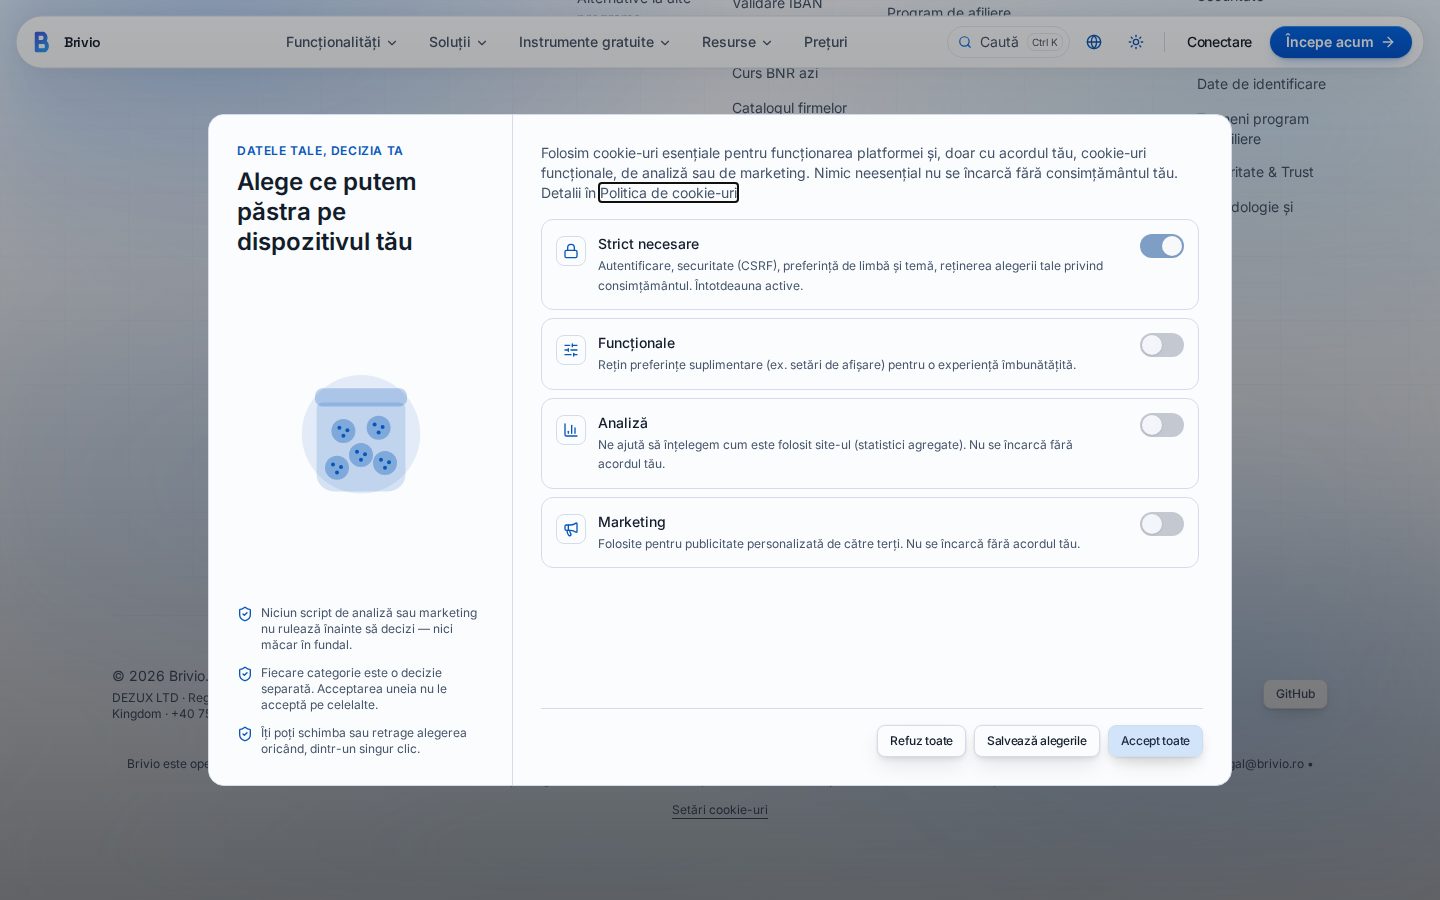 Validare IBAN
Program de afiliere
Brivio
Funcționalități
Soluții
Instrumente gratuite
Resurse
Prețuri
Caută
Ctrl K
Conectare
Începe acum
Curs BNR azi
Catalogul firmelor
Date de identificare
DATELE TALE, DECIZIA TA
Alege ce putem
păstra pe
dispozitivul tău
Niciun script de analiză sau marketing
nu rulează înainte să decizi — nici
măcar în fundal.
Fiecare categorie este o decizie
separată. Acceptarea uneia nu le
acceptă pe celelalte.
Îți poți schimba sau retrage alegerea
oricând, dintr-un singur clic.
Folosim cookie-uri esențiale pentru funcționarea platformei și, doar cu acordul tău, cookie-uri
funcționale, de analiză sau de marketing. Nimic neesențial nu se încarcă fără consimțământul tău.
Detalii în Politica de cookie-uri
Strict necesare
Autentificare, securitate (CSRF), preferință de limbă și temă, reținerea alegerii tale privind
consimțământul. Întotdeauna active.
Funcționale
Rețin preferințe suplimentare (ex. setări de afișare) pentru o experiență îmbunătățită.
Analiză
Ne ajută să înțelegem cum este folosit site-ul (statistici agregate). Nu se încarcă fără
acordul tău.
Marketing
Folosite pentru publicitate personalizată de către terți. Nu se încarcă fără acordul tău.
Refuz toate
Salvează alegerile
Accept toate
program
& Trust
și
© 2026 Brivio.
DEZUX LTD ·
Kingdom · +40
GitHub
Brivio este
Setări cookie-uri